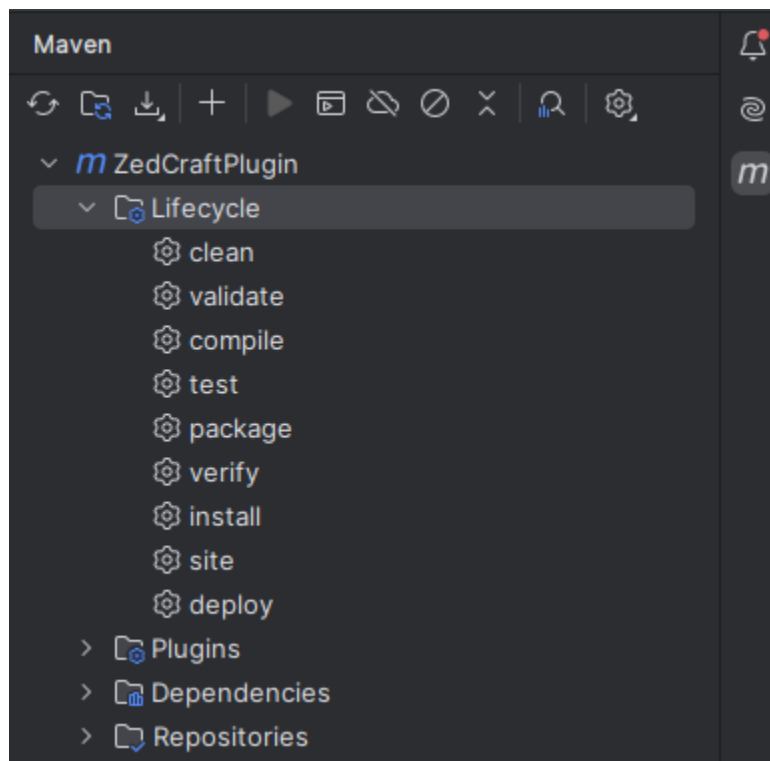 Maven
m ZedCraftPlugin
Lifecycle
clean
validate
compile
test
package
verify
install
site
deploy
Plugins
Dependencies
Repositories
m